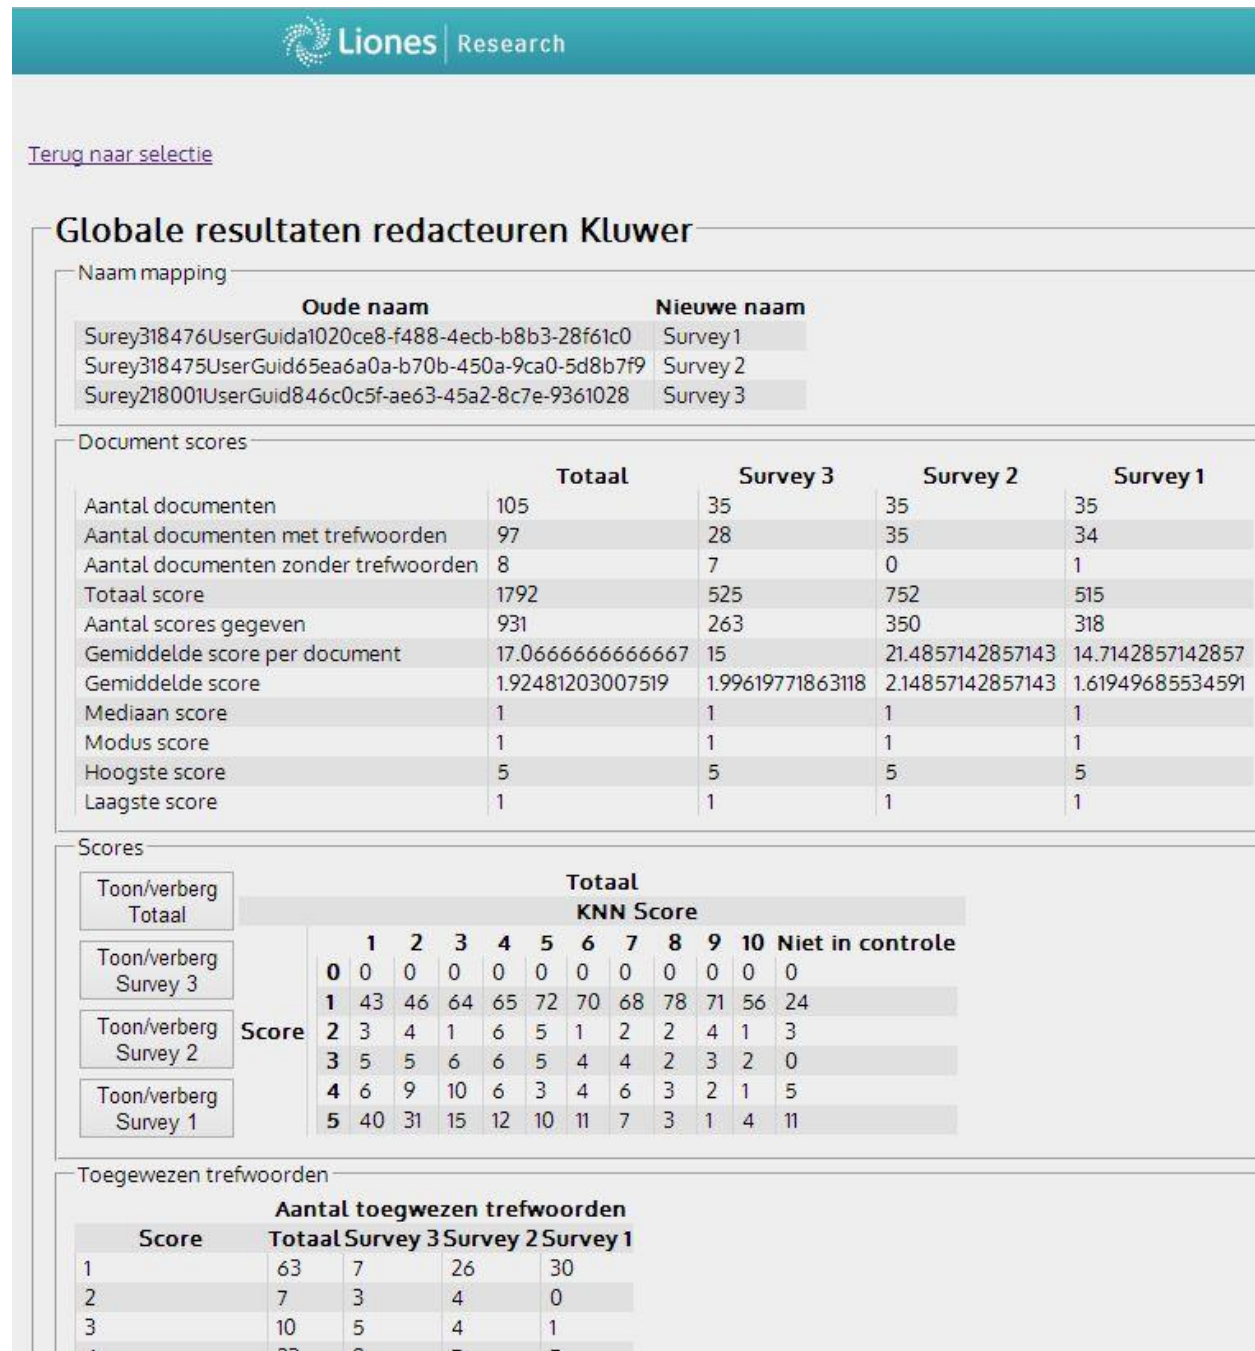 Liones | Research
Terug naar selectie
Globale resultaten redacteuren Kluwer
Naam mapping
Oude naam Nieuwe naam
Surey318476UserGuida1020ce8-f488-4ecb-b8b3-28f61c0 Survey 1
Surey318475UserGuid65ea6a0a-b70b-450a-9ca0-5d8b7f9 Survey 2
Surey218001UserGuid846c0c5f-ae63-45a2-8c7e-9361028 Survey 3
Document scores
Totaal Survey 3 Survey 2 Survey 1
Aantal documenten 105 35 35 35
Aantal documenten met trefwoorden 97 28 35 34
Aantal documenten zonder trefwoorden 8 7 0 1
Totaal score 1792 525 752 515
Aantal scores gegeven 931 263 350 318
Gemiddelde score per document 17.0666666666667 15 21.4857142857143 14.7142857142857
Gemiddelde score 1.92481203007519 1.99619771863118 2.14857142857143 1.61949685534591
Mediaan score 1 1 1 1
Modus score 1 1 1 1
Hoogste score 5 5 5 5
Laagste score 1 1 1 1
Scores
Toon/verberg Totaal
Toon/verberg Survey 3
Toon/verberg Survey 2
Toon/verberg Survey 1
Totaal
KNN Score
1 2 3 4 5 6 7 8 9 10 Niet in controle
0 0 0 0 0 0 0 0 0 0 0 0
1 43 46 64 65 72 70 68 78 71 56 24
Score 2 3 4 1 6 5 1 2 2 4 1 3
3 5 5 6 6 5 4 4 2 3 2 0
4 6 9 10 6 3 4 6 3 2 1 5
5 40 31 15 12 10 11 7 3 1 4 11
Toegewezen trefwoorden
Aantal toegwezen trefwoorden
Score Totaal Survey 3 Survey 2 Survey 1
1 63 7 26 30
2 7 3 4 0
3 10 5 4 1